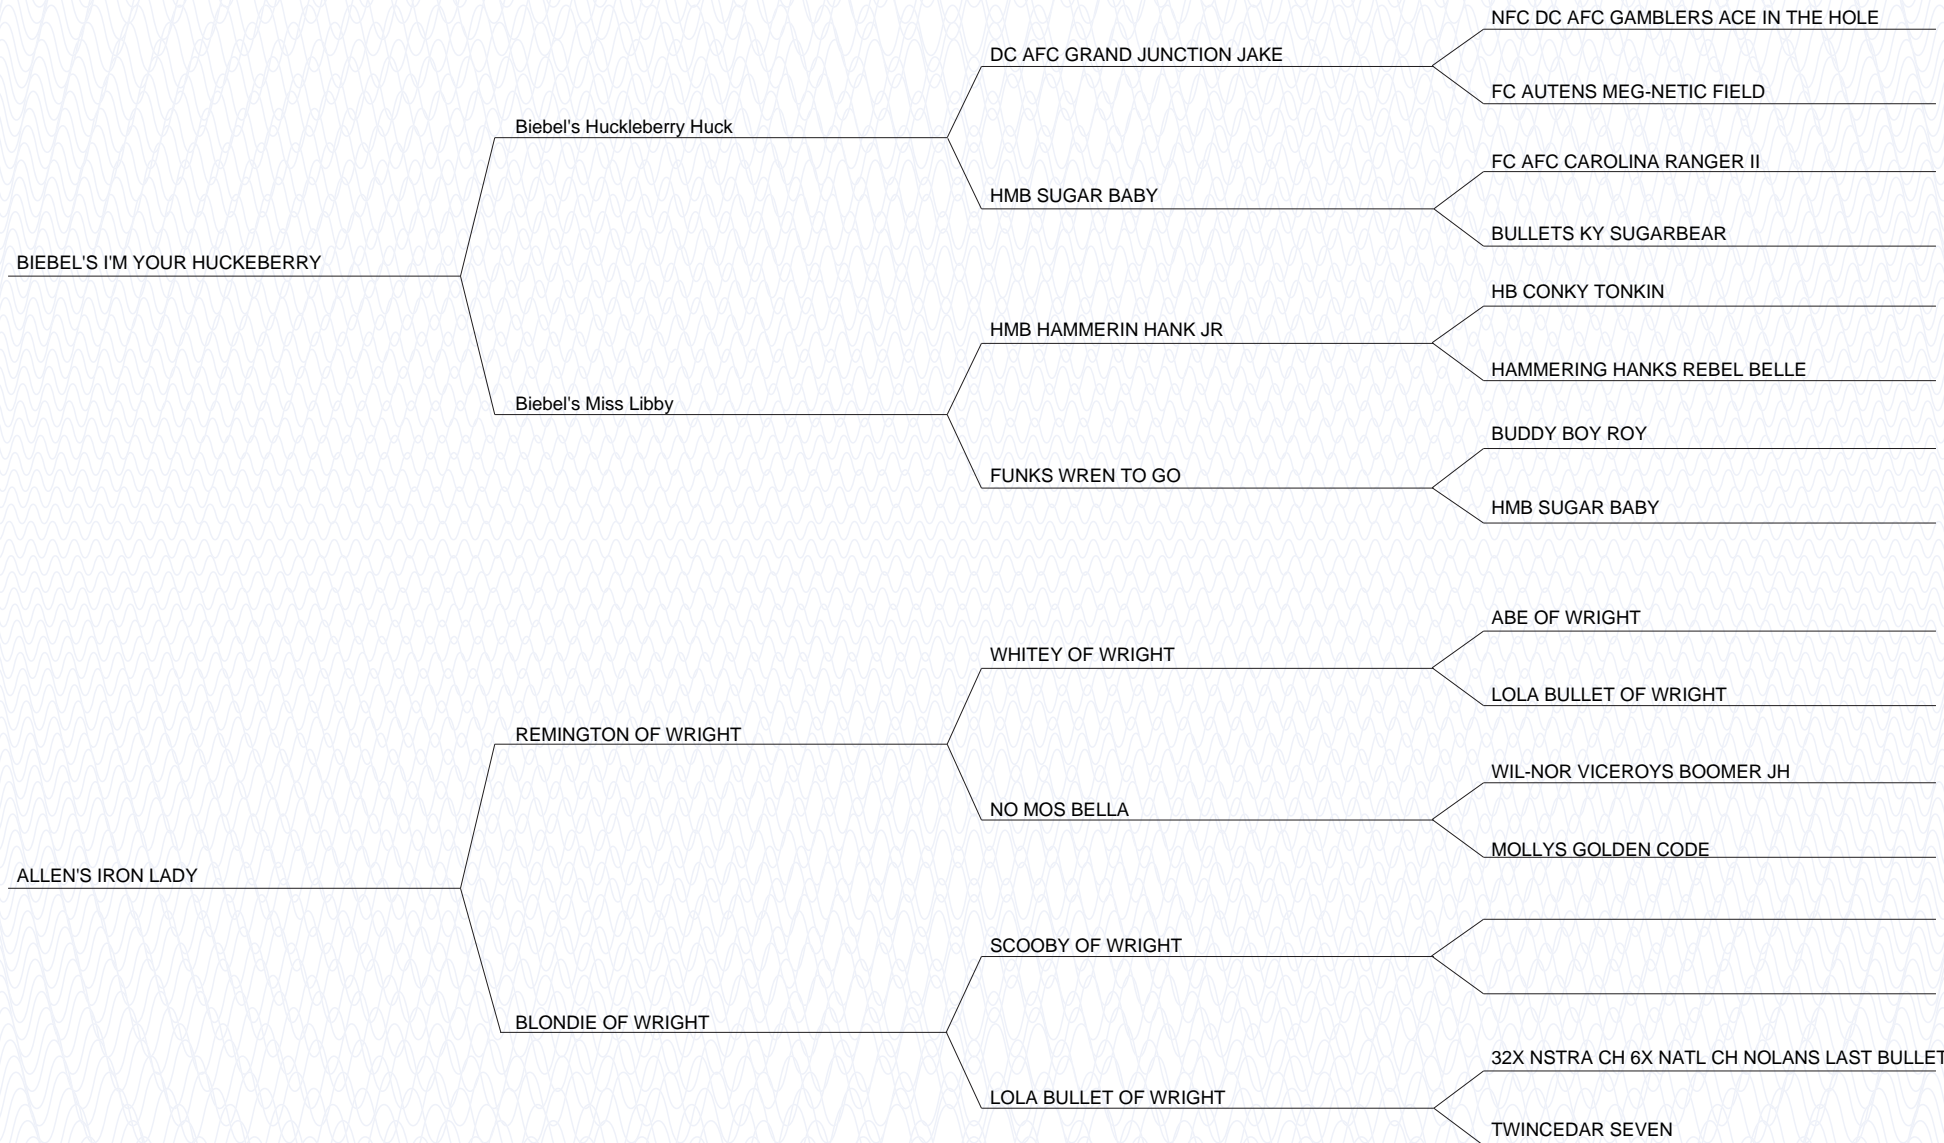 NFC DC AFC GAMBLERS ACE IN THE HOLE
DC AFC GRAND JUNCTION JAKE
FC AUTENS MEG-NETIC FIELD
Biebel's Huckleberry Huck
FC AFC CAROLINA RANGER II
HMB SUGAR BABY
BULLETS KY SUGARBEAR
BIEBEL'S I'M YOUR HUCKEBERRY
HB CONKY TONKIN
HMB HAMMERIN HANK JR
HAMMERING HANKS REBEL BELLE
Biebel's Miss Libby
BUDDY BOY ROY
FUNKS WREN TO GO
HMB SUGAR BABY
ABE OF WRIGHT
WHITEY OF WRIGHT
LOLA BULLET OF WRIGHT
REMINGTON OF WRIGHT
WIL-NOR VICEROYS BOOMER JH
NO MOS BELLA
MOLLYS GOLDEN CODE
ALLEN'S IRON LADY
SCOOBY OF WRIGHT
BLONDIE OF WRIGHT
32X NSTRA CH 6X NATL CH NOLANS LAST BULLET
LOLA BULLET OF WRIGHT
TWINCEDAR SEVEN